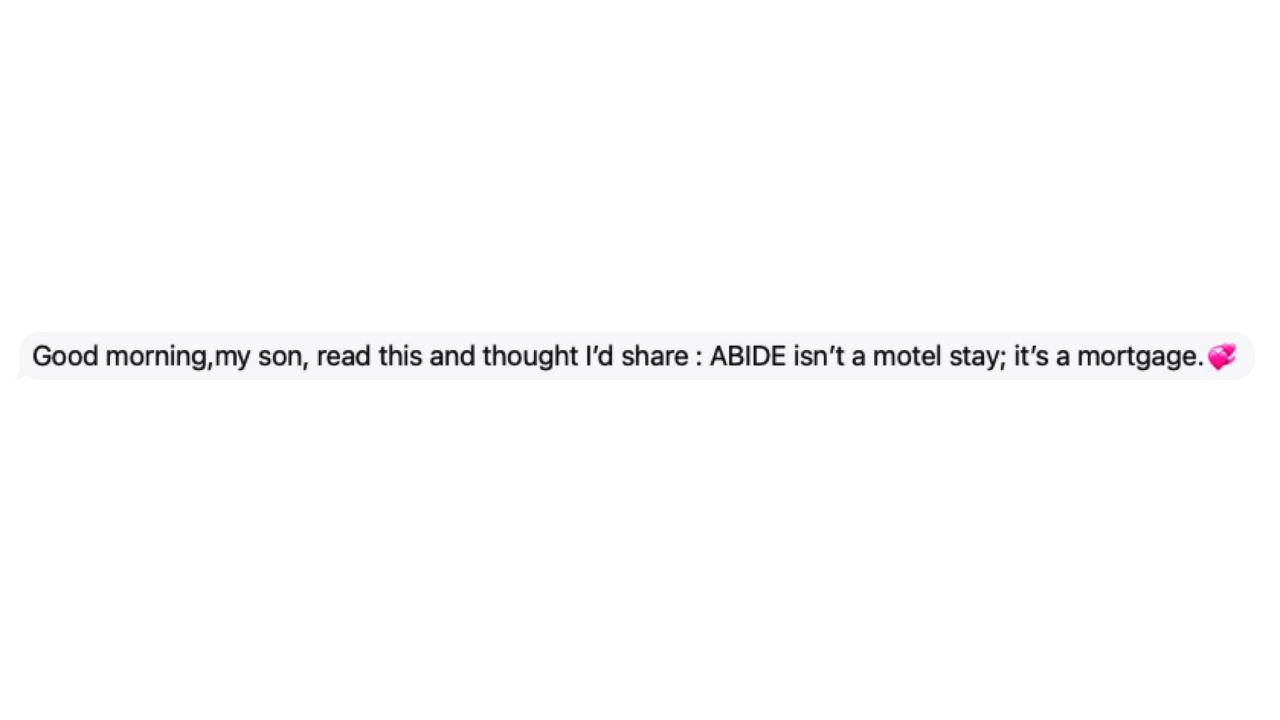 Good morning,my son, read this and thought I’d share : ABIDE isn’t a motel stay; it’s a mortgage.💞